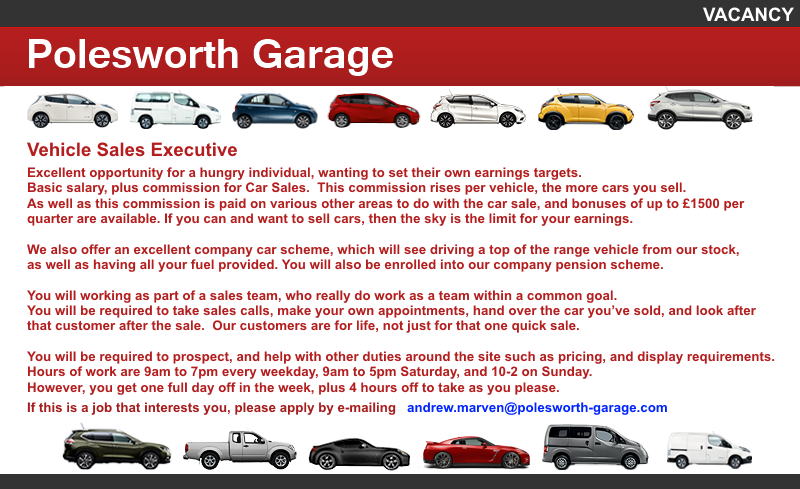 VACANCY
Polesworth Garage
Vehicle Sales Executive
Excellent opportunity for a hungry individual, wanting to set their own earnings targets.
Basic salary, plus commission for Car Sales.  This commission rises per vehicle, the more cars you sell.
As well as this commission is paid on various other areas to do with the car sale, and bonuses of up to £1500 per
quarter are available. If you can and want to sell cars, then the sky is the limit for your earnings.
We also offer an excellent company car scheme, which will see driving a top of the range vehicle from our stock,
as well as having all your fuel provided. You will also be enrolled into our company pension scheme.
You will working as part of a sales team, who really do work as a team within a common goal.
You will be required to take sales calls, make your own appointments, hand over the car you've sold, and look after
that customer after the sale.  Our customers are for life, not just for that one quick sale.
You will be required to prospect, and help with other duties around the site such as pricing, and display requirements.
Hours of work are 9am to 7pm every weekday, 9am to 5pm Saturday, and 10-2 on Sunday.
However, you get one full day off in the week, plus 4 hours off to take as you please.
If this is a job that interests you, please apply by e-mailing   andrew.marven@polesworth-garage.com